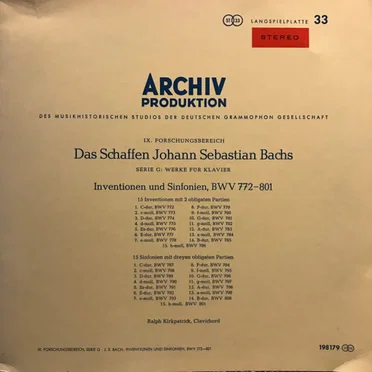 STEREO
LANGSPIELPLATTE 33
STEREO
ARCHIV
PRODUKTION
DES MUSIKHISTORISCHEN STUDIOS DER DEUTSCHEN GRAMMOPHON GESELLSCHAFT
IX. FORSCHUNGSBEREICH
Das Schaffen Johann Sebastian Bachs
SERIE G: WERKE FÜR KLAVIER
Inventionen und Sinfonien, BWV 772–801
15 Inventionen mit 2 obligaten Partien
1. C-dur, BWV 772 8. F-dur, BWV 779
2. c-moll, BWV 773 9. f-moll, BWV 780
3. D-dur, BWV 774 10. G-dur, BWV 781
4. d-moll, BWV 775 11. g-moll, BWV 782
5. Es-dur, BWV 776 12. A-dur, BWV 783
6. E-dur, BWV 777 13. a-moll, BWV 784
7. e-moll, BWV 778 14. B-dur, BWV 785
15. h-moll, BWV 786
15 Sinfonien mit dreyen obligaten Partien
1. C-dur, BWV 787 8. F-dur, BWV 794
2. c-moll, BWV 788 9. f-moll, BWV 795
3. D-dur, BWV 789 10. G-dur, BWV 796
4. d-moll, BWV 790 11. g-moll, BWV 797
5. Es-dur, BWV 791 12. A-dur, BWV 798
6. E-dur, BWV 792 13. a-moll, BWV 799
7. e-moll, BWV 793 14. B-dur, BWV 800
15. h-moll, BWV 801
Ralph Kirkpatrick, Clavichord
IX. FORSCHUNGSBEREICH, SERIE G · J. S. BACH: INVENTIONEN UND SINFONIEN, BWV 772–801
198179